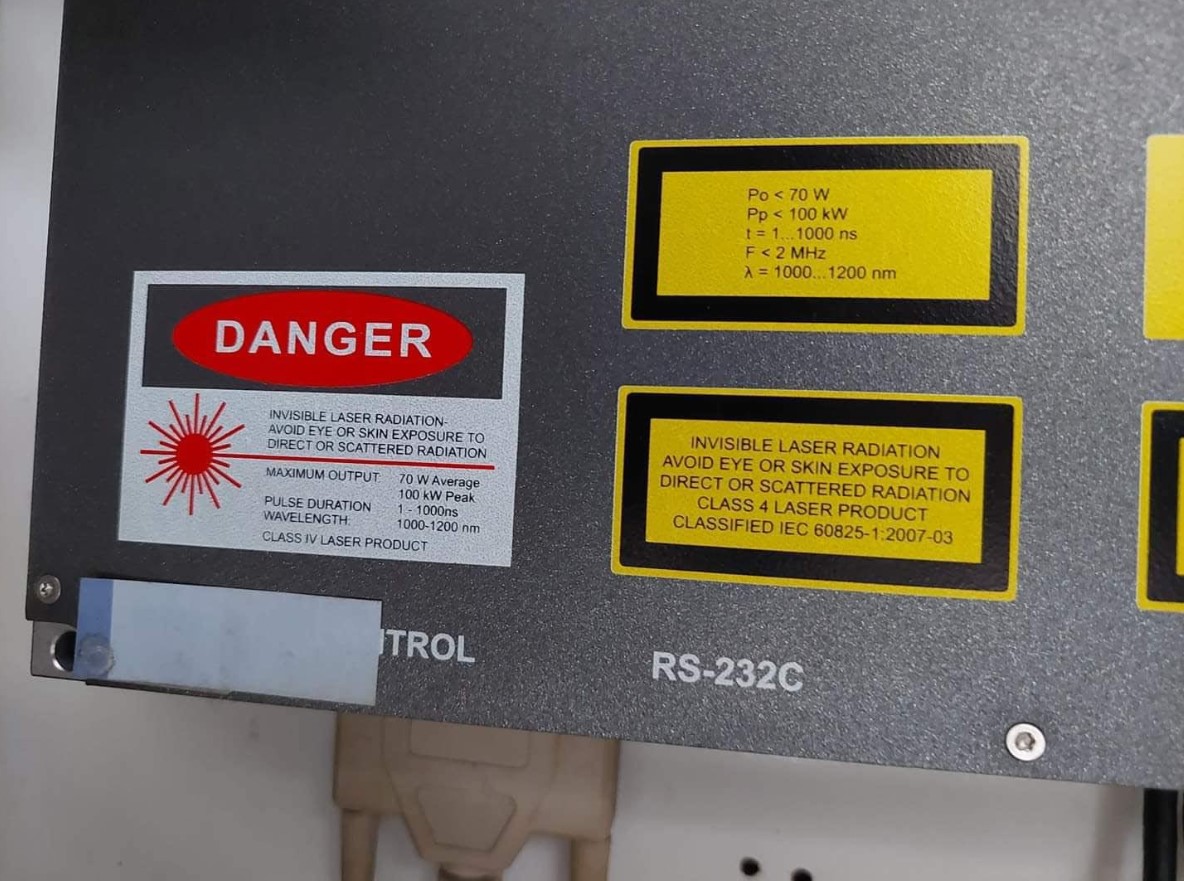 Po < 70 W
Pp < 100 kW
t = 1...1000 ns
F < 2 MHz
λ = 1000...1200 nm
DANGER
INVISIBLE LASER RADIATION-
AVOID EYE OR SKIN EXPOSURE TO
DIRECT OR SCATTERED RADIATION
MAXIMUM OUTPUT 70 W Average
100 kW Peak
PULSE DURATION 1 - 1000ns
WAVELENGTH: 1000-1200 nm
CLASS IV LASER PRODUCT
INVISIBLE LASER RADIATION
AVOID EYE OR SKIN EXPOSURE TO
DIRECT OR SCATTERED RADIATION
CLASS 4 LASER PRODUCT
CLASSIFIED IEC 60825-1:2007-03
RS-232C